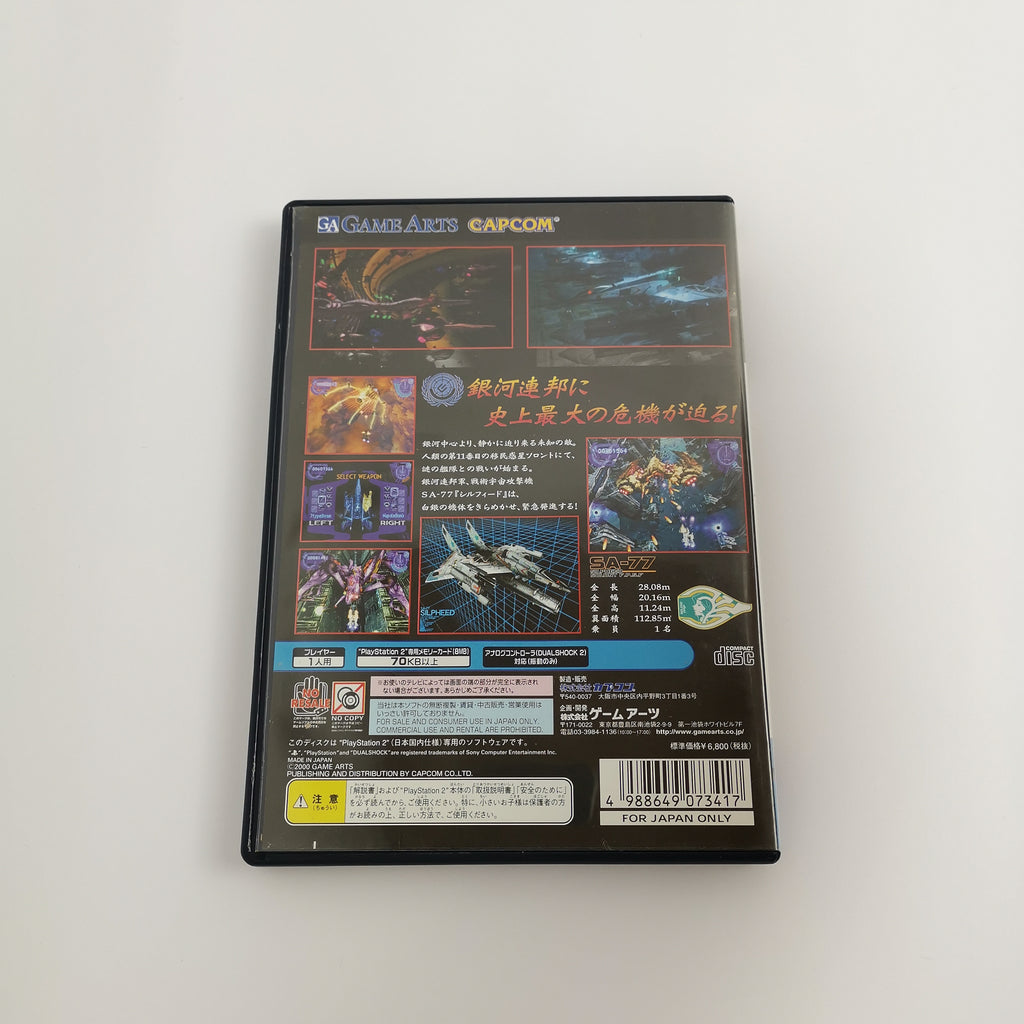 GA GAME ARTS CAPCOM
銀河連邦に
史上最大の危機が迫る!
銀河中心より、静かに迫り来る未知の敵。
人類の第11番目の移民惑星ソロントにて、
謎の艦隊との戦いが始まる。
銀河連邦軍、戦術宇宙攻撃機
SA-77『シルフィード』は、
白銀の機体をきらめかせ、緊急発進する!
SELECT WEAPON
LEFT RIGHT
SILPHEED
SA-77
全長 28.08m
全幅 20.16m
全高 11.24m
翼面積 112.85㎡
乗員 1名
プレイヤー
1人用
"PlayStation 2"専用メモリーカード(8MB)
70KB以上
アナログコントローラ(DUALSHOCK 2)
対応(振動のみ)
COMPACT
disc
NO RESALE
NO COPY
※お使いのテレビによっては画面の端の部分が完全に表示され
ない場合がございます。あらかじめご了承ください。
当社は本ソフトの無断複製・賃貸・中古販売・営業使用は
いっさい許可しておりません。
FOR SALE AND CONSUMER USE IN JAPAN ONLY.
COMMERCIAL USE AND RENTAL ARE PROHIBITED.
製造・販売
株式会社カプコン
〒540-0037 大阪市中央区内平野町3丁目1番3号
企画・開発
株式会社ゲームアーツ
〒171-0022 東京都豊島区南池袋2-9-9 第一池袋ホワイトビル7F
電話03-3984-1136(10:00~17:00) http://www.gamearts.co.jp/
標準価格¥6,800(税抜)
このディスクは "PlayStation 2"(日本国内仕様)専用のソフトウェアです。
"PlayStation" and "DUALSHOCK" are registered trademarks of Sony Computer Entertainment Inc.
MADE IN JAPAN
©2000 GAME ARTS
PUBLISHING AND DISTRIBUTION BY CAPCOM CO.,LTD.
注意
(ちゅうい)
「解説書」および"PlayStation 2"本体の「取扱説明書」「安全のために」
を必ず読んでから、ご使用ください。特に、小さいお子様は保護者の方
がお読みの上、正しい方法で、ご使用ください。
4 988649 073417
FOR JAPAN ONLY